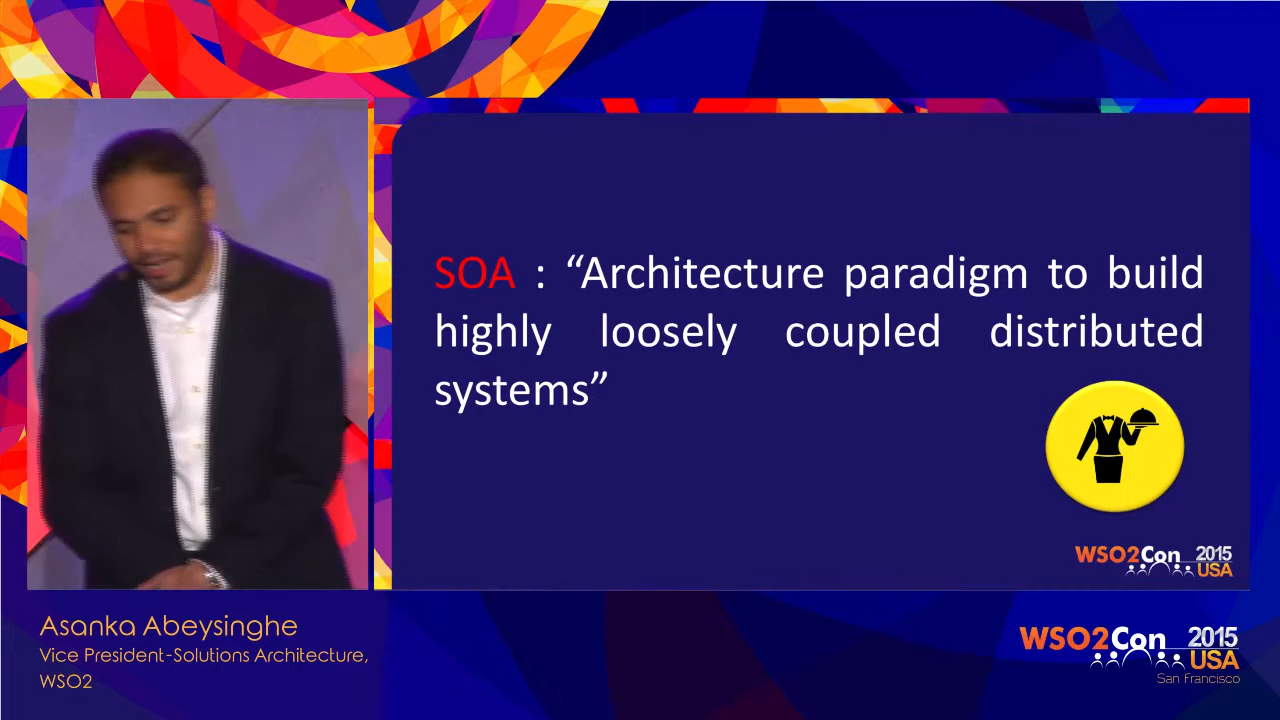 SOA : “Architecture paradigm to build
highly loosely coupled distributed
systems”
WSO2Con 2015
USA
Asanka Abeysinghe
Vice President-Solutions Architecture,
WSO2
WSO2Con 2015
USA
San Francisco